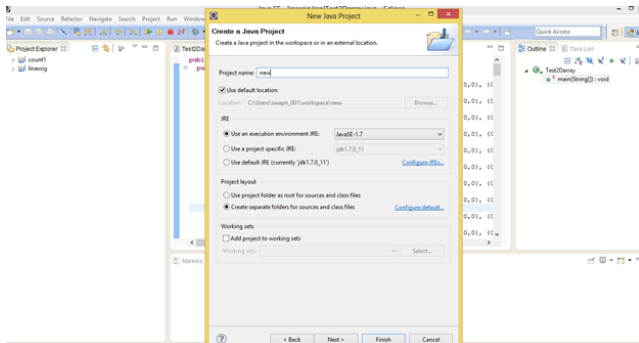 New Java Project
File Edit Source Refactor Navigate Search Project Run Window
Create a Java Project
Create a Java project in the workspace or in an external location.
Quick Access
Project Explorer
count1
linassig
Project name: new
Use default location
Location: C:\Users\swapn_001\workspace\new Browse...
JRE
Use an execution environment JRE: JavaSE-1.7
Use a project specific JRE: jdk1.7.0_11
Use default JRE (currently 'jdk1.7.0_11') Configure JREs...
Project layout
Use project folder as root for sources and class files
Create separate folders for sources and class files Configure default...
Working sets
Add project to working sets
Working sets: Select...
< Back Next > Finish Cancel
Outline Task List
Test2Darray
main(String[]) : void
Markers